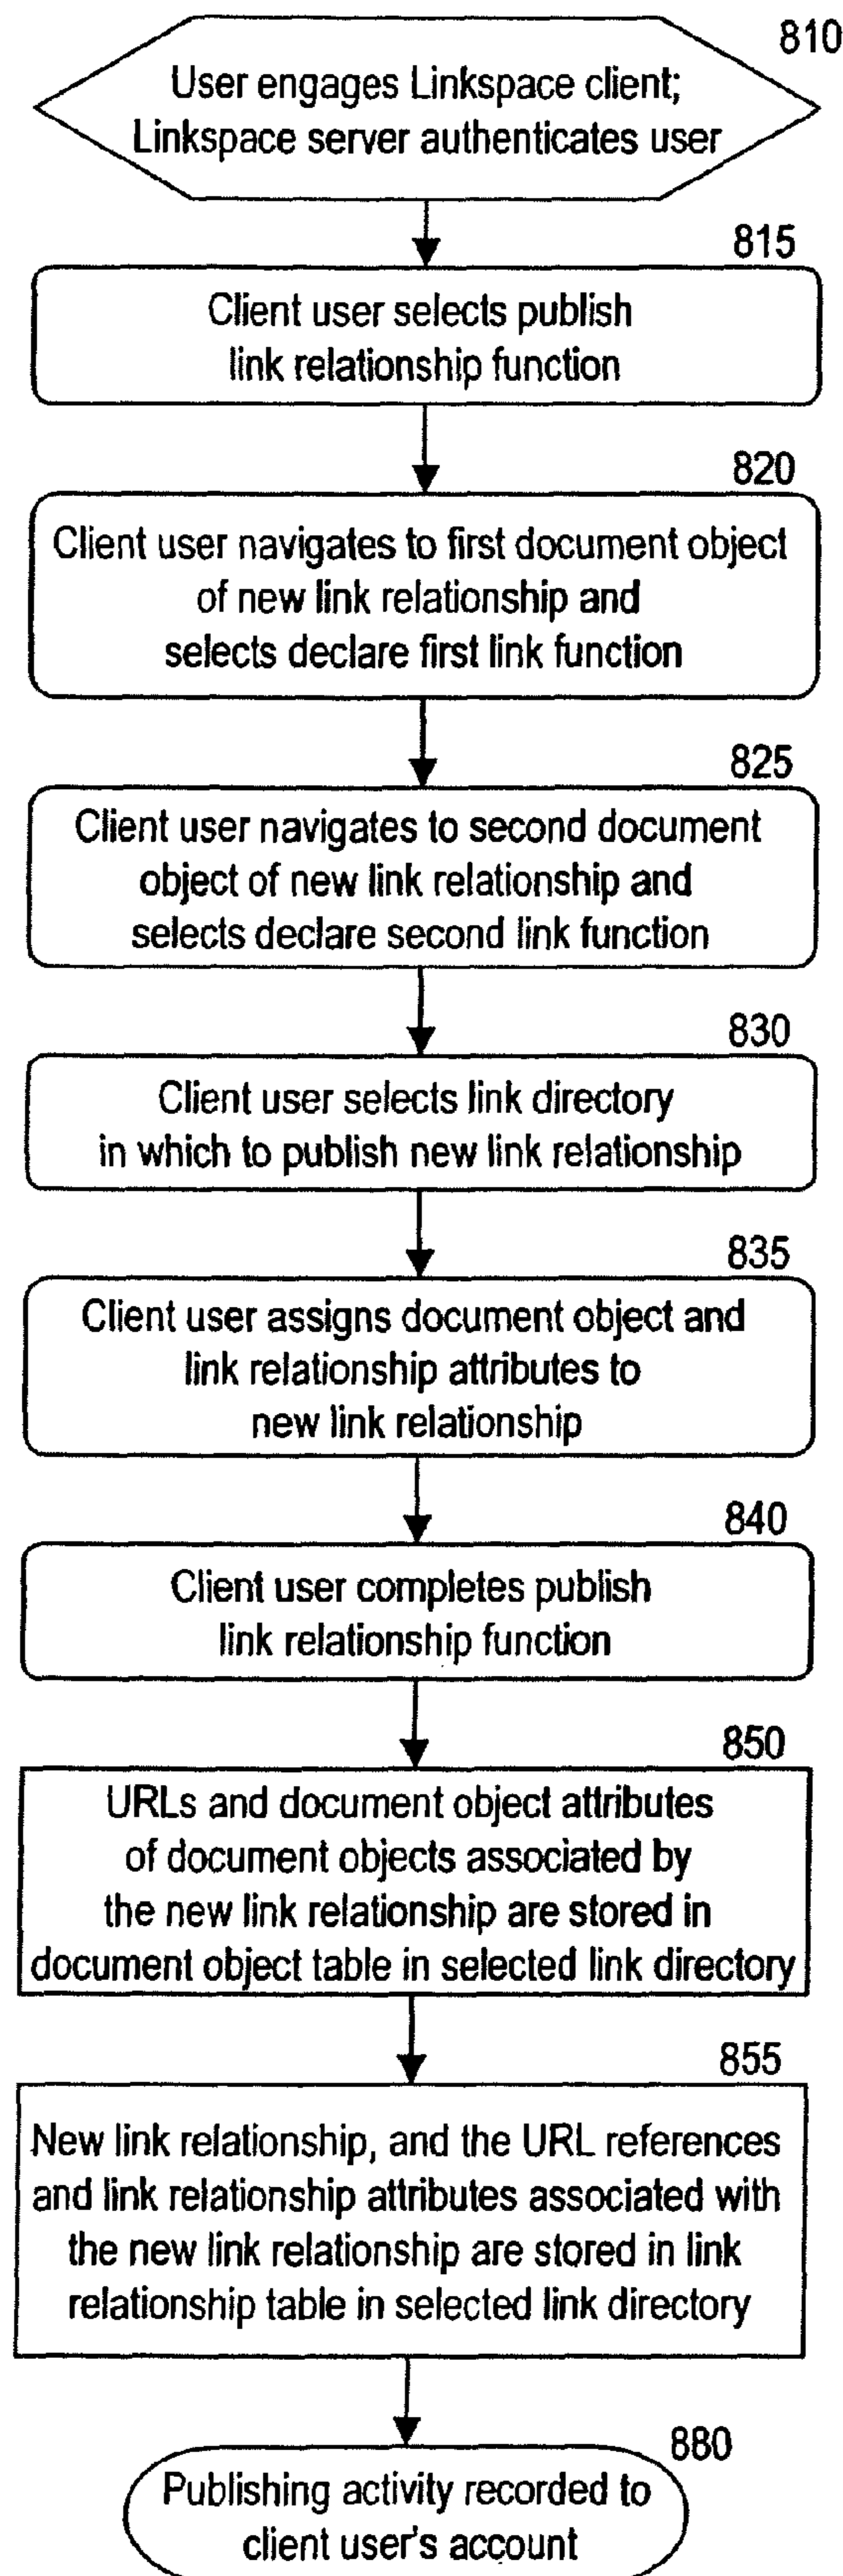 810
User engages Linkspace client;
Linkspace server authenticates user
815
Client user selects publish
link relationship function
820
Client user navigates to first document object
of new link relationship and
selects declare first link function
825
Client user navigates to second document
object of new link relationship and
selects declare second link function
830
Client user selects link directory
in which to publish new link relationship
835
Client user assigns document object and
link relationship attributes to
new link relationship
840
Client user completes publish
link relationship function
850
URLs and document object attributes
of document objects associated by
the new link relationship are stored in
document object table in selected link directory
855
New link relationship, and the URL references
and link relationship attributes associated with
the new link relationship are stored in link
relationship table in selected link directory
880
Publishing activity recorded to
client user's account